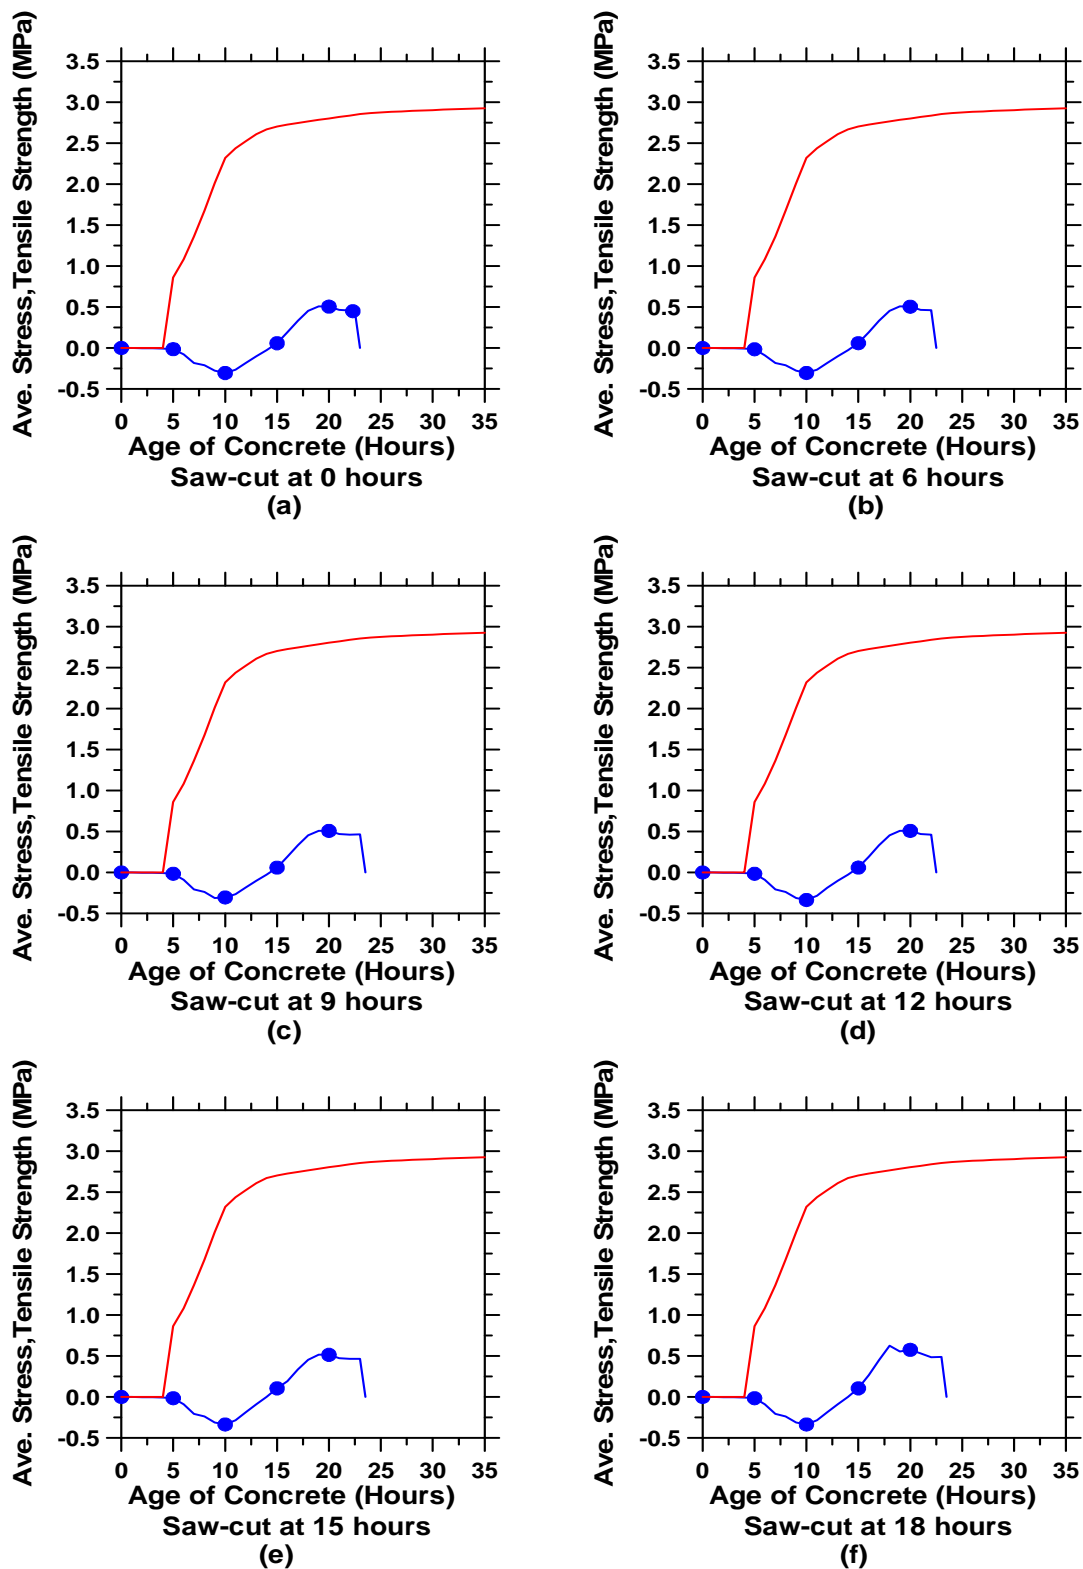 Ave. Stress,Tensile Strength (MPa)
3.5
3.0
2.5
2.0
1.5
1.0
0.5
0.0
-0.5
0 5 10 15 20 25 30 35
Age of Concrete (Hours)
Saw-cut at 0 hours
(a)
Ave. Stress,Tensile Strength (MPa)
3.5
3.0
2.5
2.0
1.5
1.0
0.5
0.0
-0.5
0 5 10 15 20 25 30 35
Age of Concrete (Hours)
Saw-cut at 6 hours
(b)
Ave. Stress,Tensile Strength (MPa)
3.5
3.0
2.5
2.0
1.5
1.0
0.5
0.0
-0.5
0 5 10 15 20 25 30 35
Age of Concrete (Hours)
Saw-cut at 9 hours
(c)
Ave. Stress,Tensile Strength (MPa)
3.5
3.0
2.5
2.0
1.5
1.0
0.5
0.0
-0.5
0 5 10 15 20 25 30 35
Age of Concrete (Hours)
Saw-cut at 12 hours
(d)
Ave. Stress,Tensile Strength (MPa)
3.5
3.0
2.5
2.0
1.5
1.0
0.5
0.0
-0.5
0 5 10 15 20 25 30 35
Age of Concrete (Hours)
Saw-cut at 15 hours
(e)
Ave. Stress,Tensile Strength (MPa)
3.5
3.0
2.5
2.0
1.5
1.0
0.5
0.0
-0.5
0 5 10 15 20 25 30 35
Age of Concrete (Hours)
Saw-cut at 18 hours
(f)